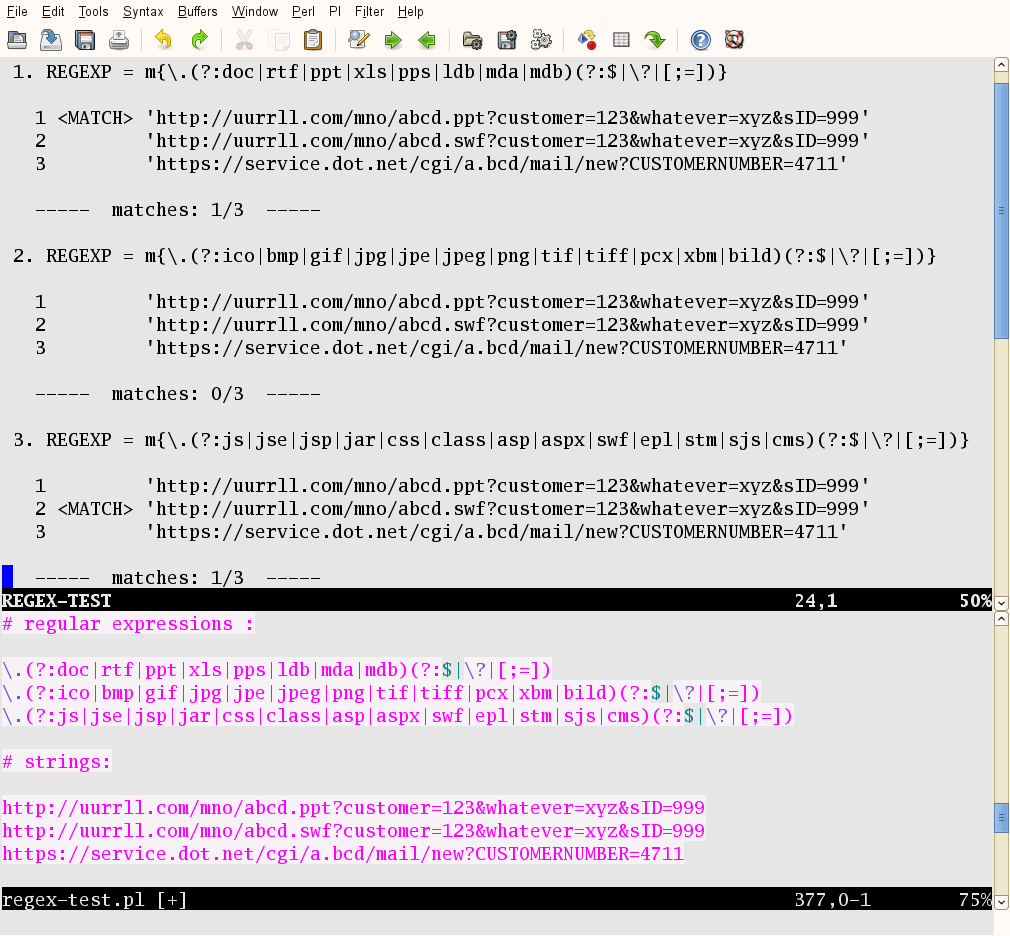 File Edit Tools Syntax Buffers Window Perl Pl Filter Help
1. REGEXP = m{\.(?:doc|rtf|ppt|xls|pps|ldb|mda|mdb)(?:$|\?|[;=])}
1 <MATCH> 'http://uurrll.com/mno/abcd.ppt?customer=123&whatever=xyz&sID=999'
2 'http://uurrll.com/mno/abcd.swf?customer=123&whatever=xyz&sID=999'
3 'https://service.dot.net/cgi/a.bcd/mail/new?CUSTOMERNUMBER=4711'
----- matches: 1/3 -----
2. REGEXP = m{\.(?:ico|bmp|gif|jpg|jpe|jpeg|png|tif|tiff|pcx|xbm|bild)(?:$|\?|[;=])}
1 'http://uurrll.com/mno/abcd.ppt?customer=123&whatever=xyz&sID=999'
2 'http://uurrll.com/mno/abcd.swf?customer=123&whatever=xyz&sID=999'
3 'https://service.dot.net/cgi/a.bcd/mail/new?CUSTOMERNUMBER=4711'
----- matches: 0/3 -----
3. REGEXP = m{\.(?:js|jse|jsp|jar|css|class|asp|aspx|swf|epl|stm|sjs|cms)(?:$|\?|[;=])}
1 'http://uurrll.com/mno/abcd.ppt?customer=123&whatever=xyz&sID=999'
2 <MATCH> 'http://uurrll.com/mno/abcd.swf?customer=123&whatever=xyz&sID=999'
3 'https://service.dot.net/cgi/a.bcd/mail/new?CUSTOMERNUMBER=4711'
----- matches: 1/3 -----
REGEX-TEST 24,1 50%
# regular expressions :
\.(?:doc|rtf|ppt|xls|pps|ldb|mda|mdb)(?:$|\?|[;=])
\.(?:ico|bmp|gif|jpg|jpe|jpeg|png|tif|tiff|pcx|xbm|bild)(?:$|\?|[;=])
\.(?:js|jse|jsp|jar|css|class|asp|aspx|swf|epl|stm|sjs|cms)(?:$|\?|[;=])
# strings:
http://uurrll.com/mno/abcd.ppt?customer=123&whatever=xyz&sID=999
http://uurrll.com/mno/abcd.swf?customer=123&whatever=xyz&sID=999
https://service.dot.net/cgi/a.bcd/mail/new?CUSTOMERNUMBER=4711
regex-test.pl [+] 377,0-1 75%